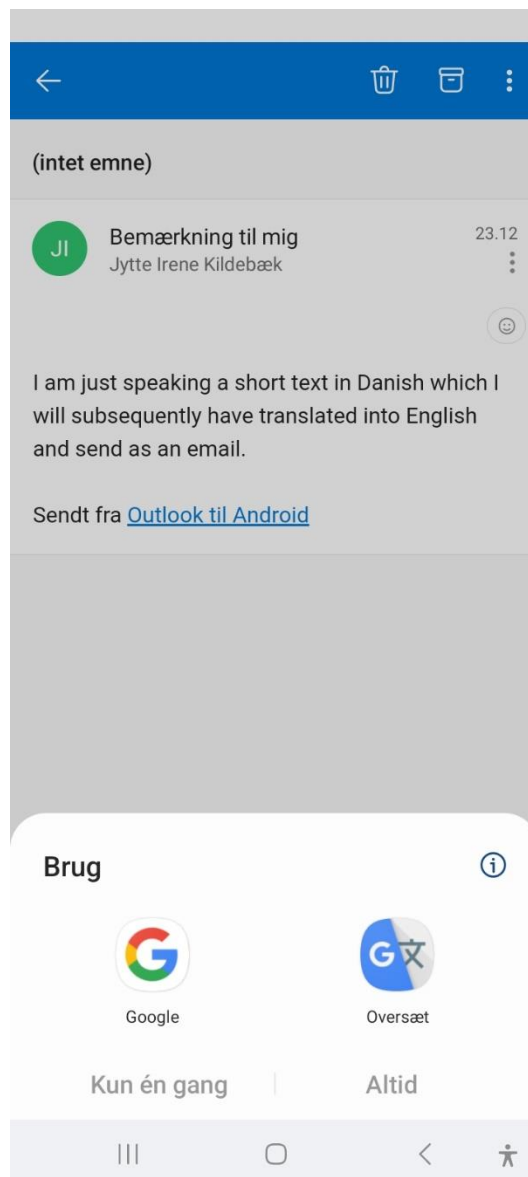 (intet emne)
JI
Bemærkning til mig
23.12
Jytte Irene Kildebæk
I am just speaking a short text in Danish which I
will subsequently have translated into English
and send as an email.
Sendt fra Outlook til Android
Brug
Google
Oversæt
Kun én gang
Altid